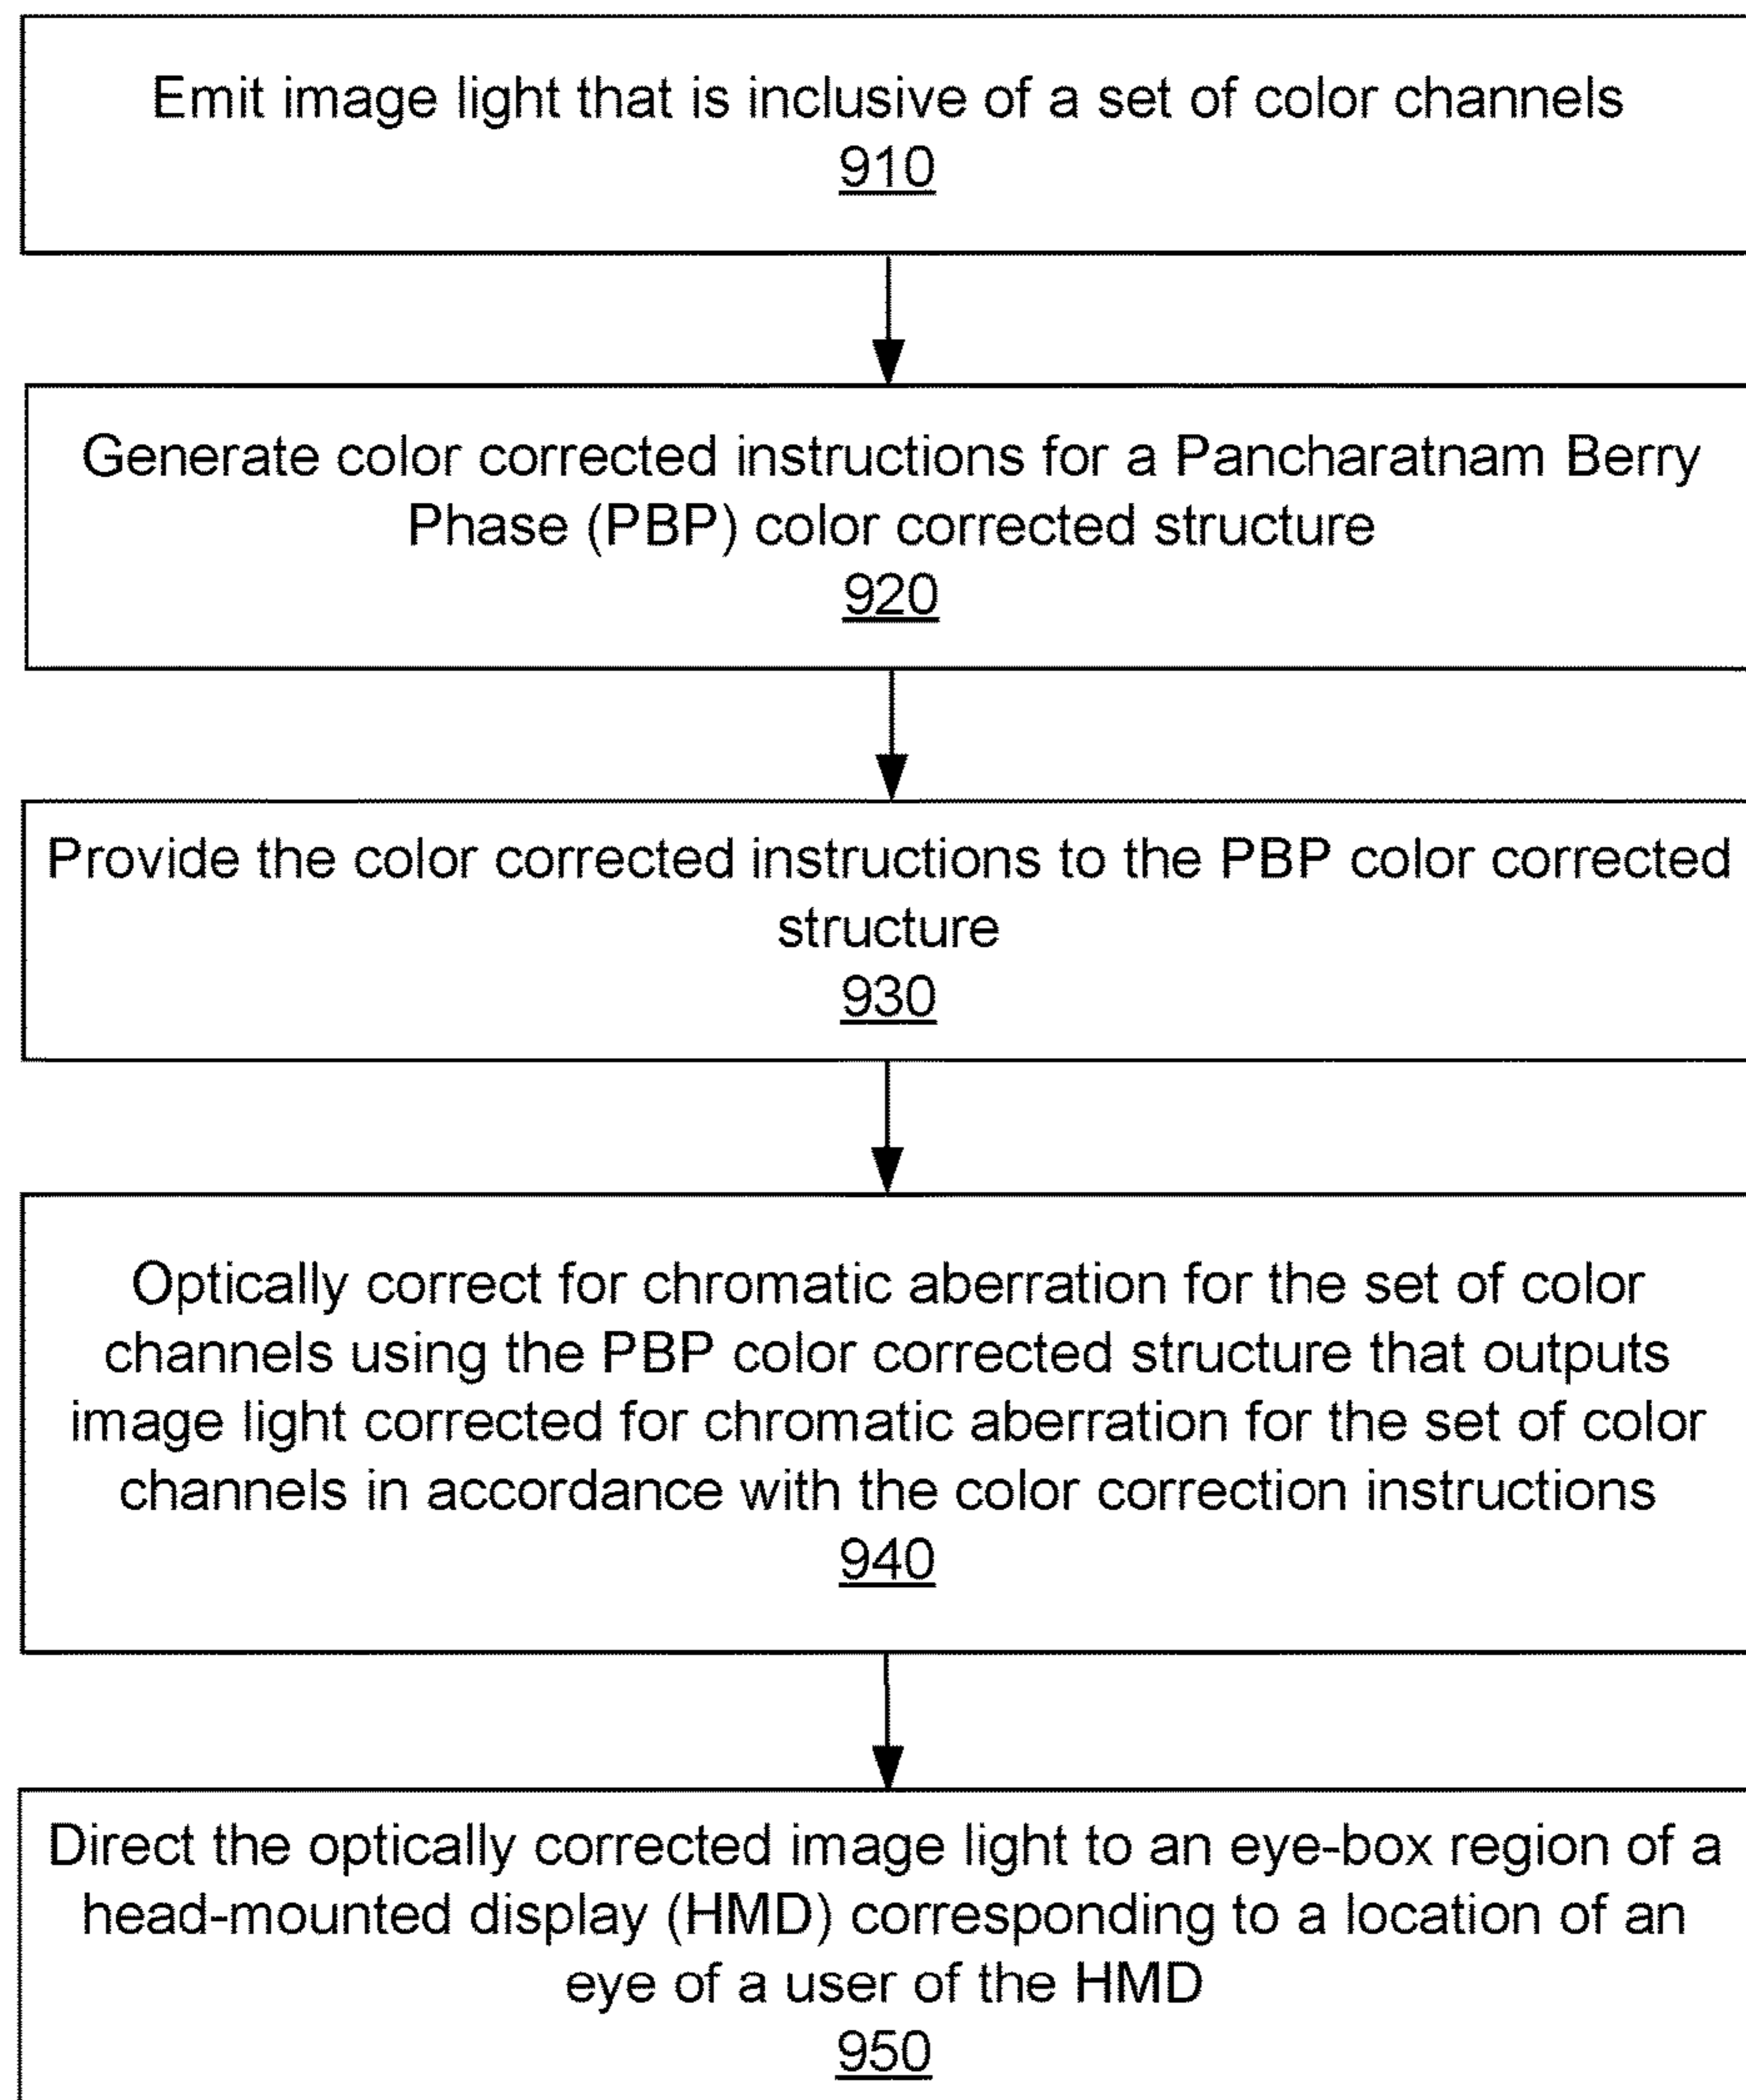 Emit image light that is inclusive of a set of color channels
910
Generate color corrected instructions for a Pancharatnam Berry
Phase (PBP) color corrected structure
920
Provide the color corrected instructions to the PBP color corrected
structure
930
Optically correct for chromatic aberration for the set of color
channels using the PBP color corrected structure that outputs
image light corrected for chromatic aberration for the set of color
channels in accordance with the color correction instructions
940
Direct the optically corrected image light to an eye-box region of a
head-mounted display (HMD) corresponding to a location of an
eye of a user of the HMD
950